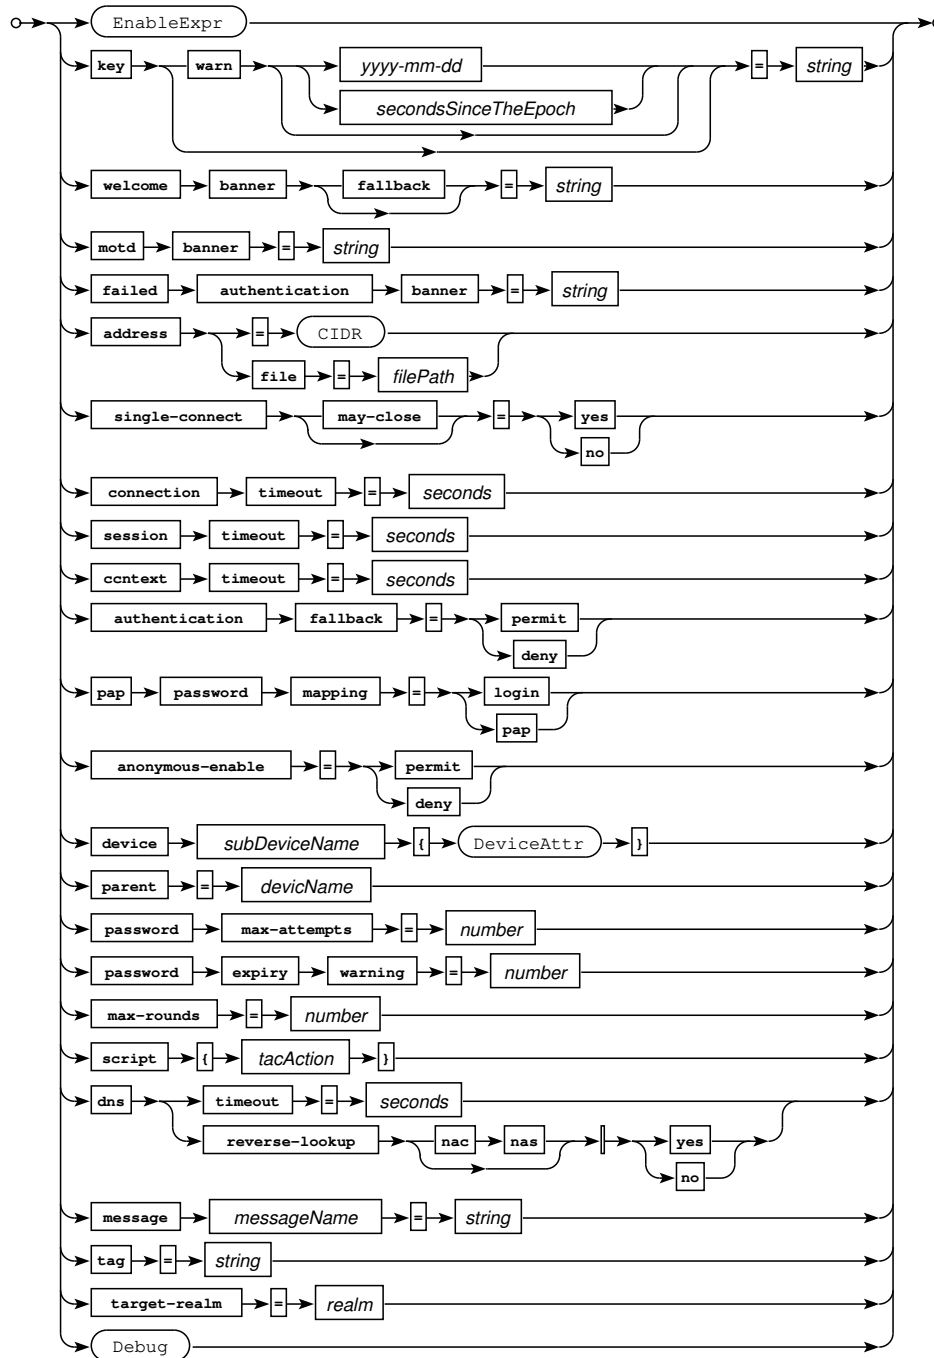 EnableExpr
key warn yyyy-mm-dd = string
secondsSinceTheEpoch
welcome banner fallback = string
motd banner = string
failed authentication banner = string
address = CIDR
file = filePath
single-connect may-close = yes
no
connection timeout = seconds
session timeout = seconds
ccntext timeout = seconds
authentication fallback = permit
deny
pap password mapping = login
pap
anonymous-enable = permit
deny
device subDeviceName { DeviceAttr }
parent = devicName
password max-attempts = number
password expiry warning = number
max-rounds = number
script { tacAction }
dns timeout = seconds
reverse-lookup nac nas yes
no
message messageName = string
tag = string
target-realm = realm
Debug